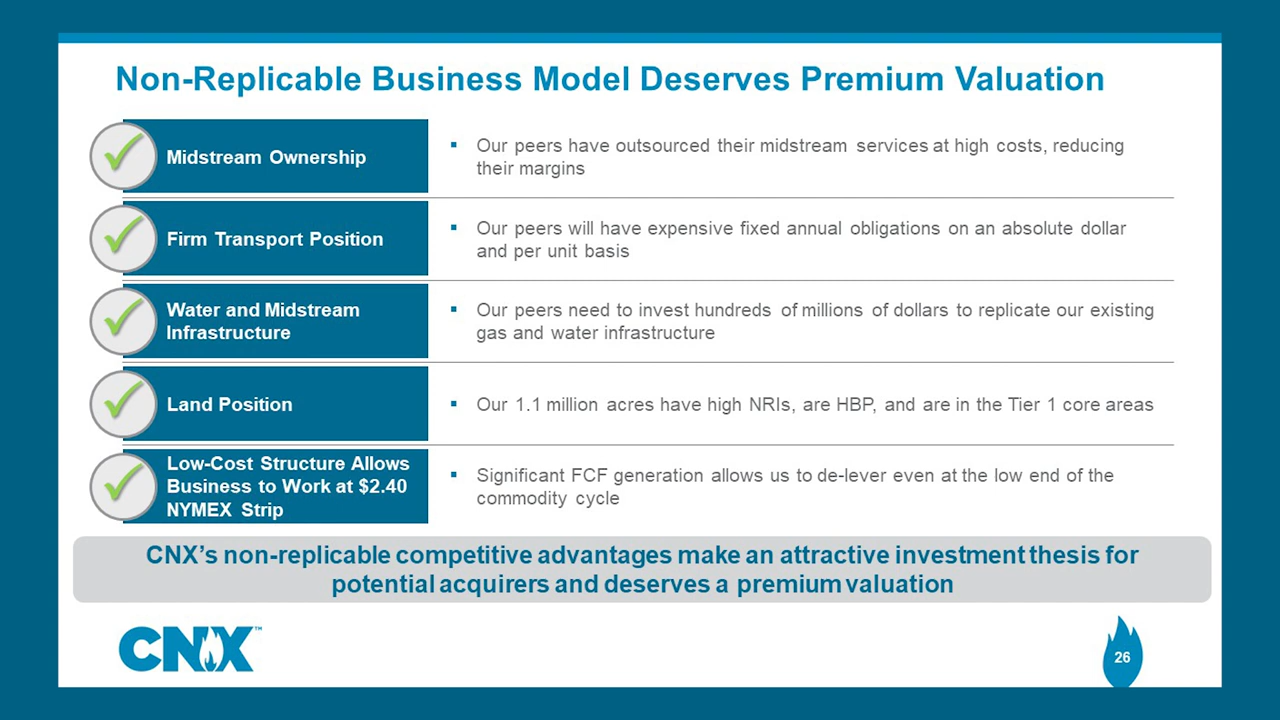 Non-Replicable Business Model Deserves Premium Valuation
Midstream Ownership
▪ Our peers have outsourced their midstream services at high costs, reducing
their margins
Firm Transport Position
▪ Our peers will have expensive fixed annual obligations on an absolute dollar
and per unit basis
Water and Midstream
Infrastructure
▪ Our peers need to invest hundreds of millions of dollars to replicate our existing
gas and water infrastructure
Land Position
▪ Our 1.1 million acres have high NRIs, are HBP, and are in the Tier 1 core areas
Low-Cost Structure Allows
Business to Work at $2.40
NYMEX Strip
▪ Significant FCF generation allows us to de-lever even at the low end of the
commodity cycle
CNX’s non-replicable competitive advantages make an attractive investment thesis for
potential acquirers and deserves a premium valuation
CNX™
26